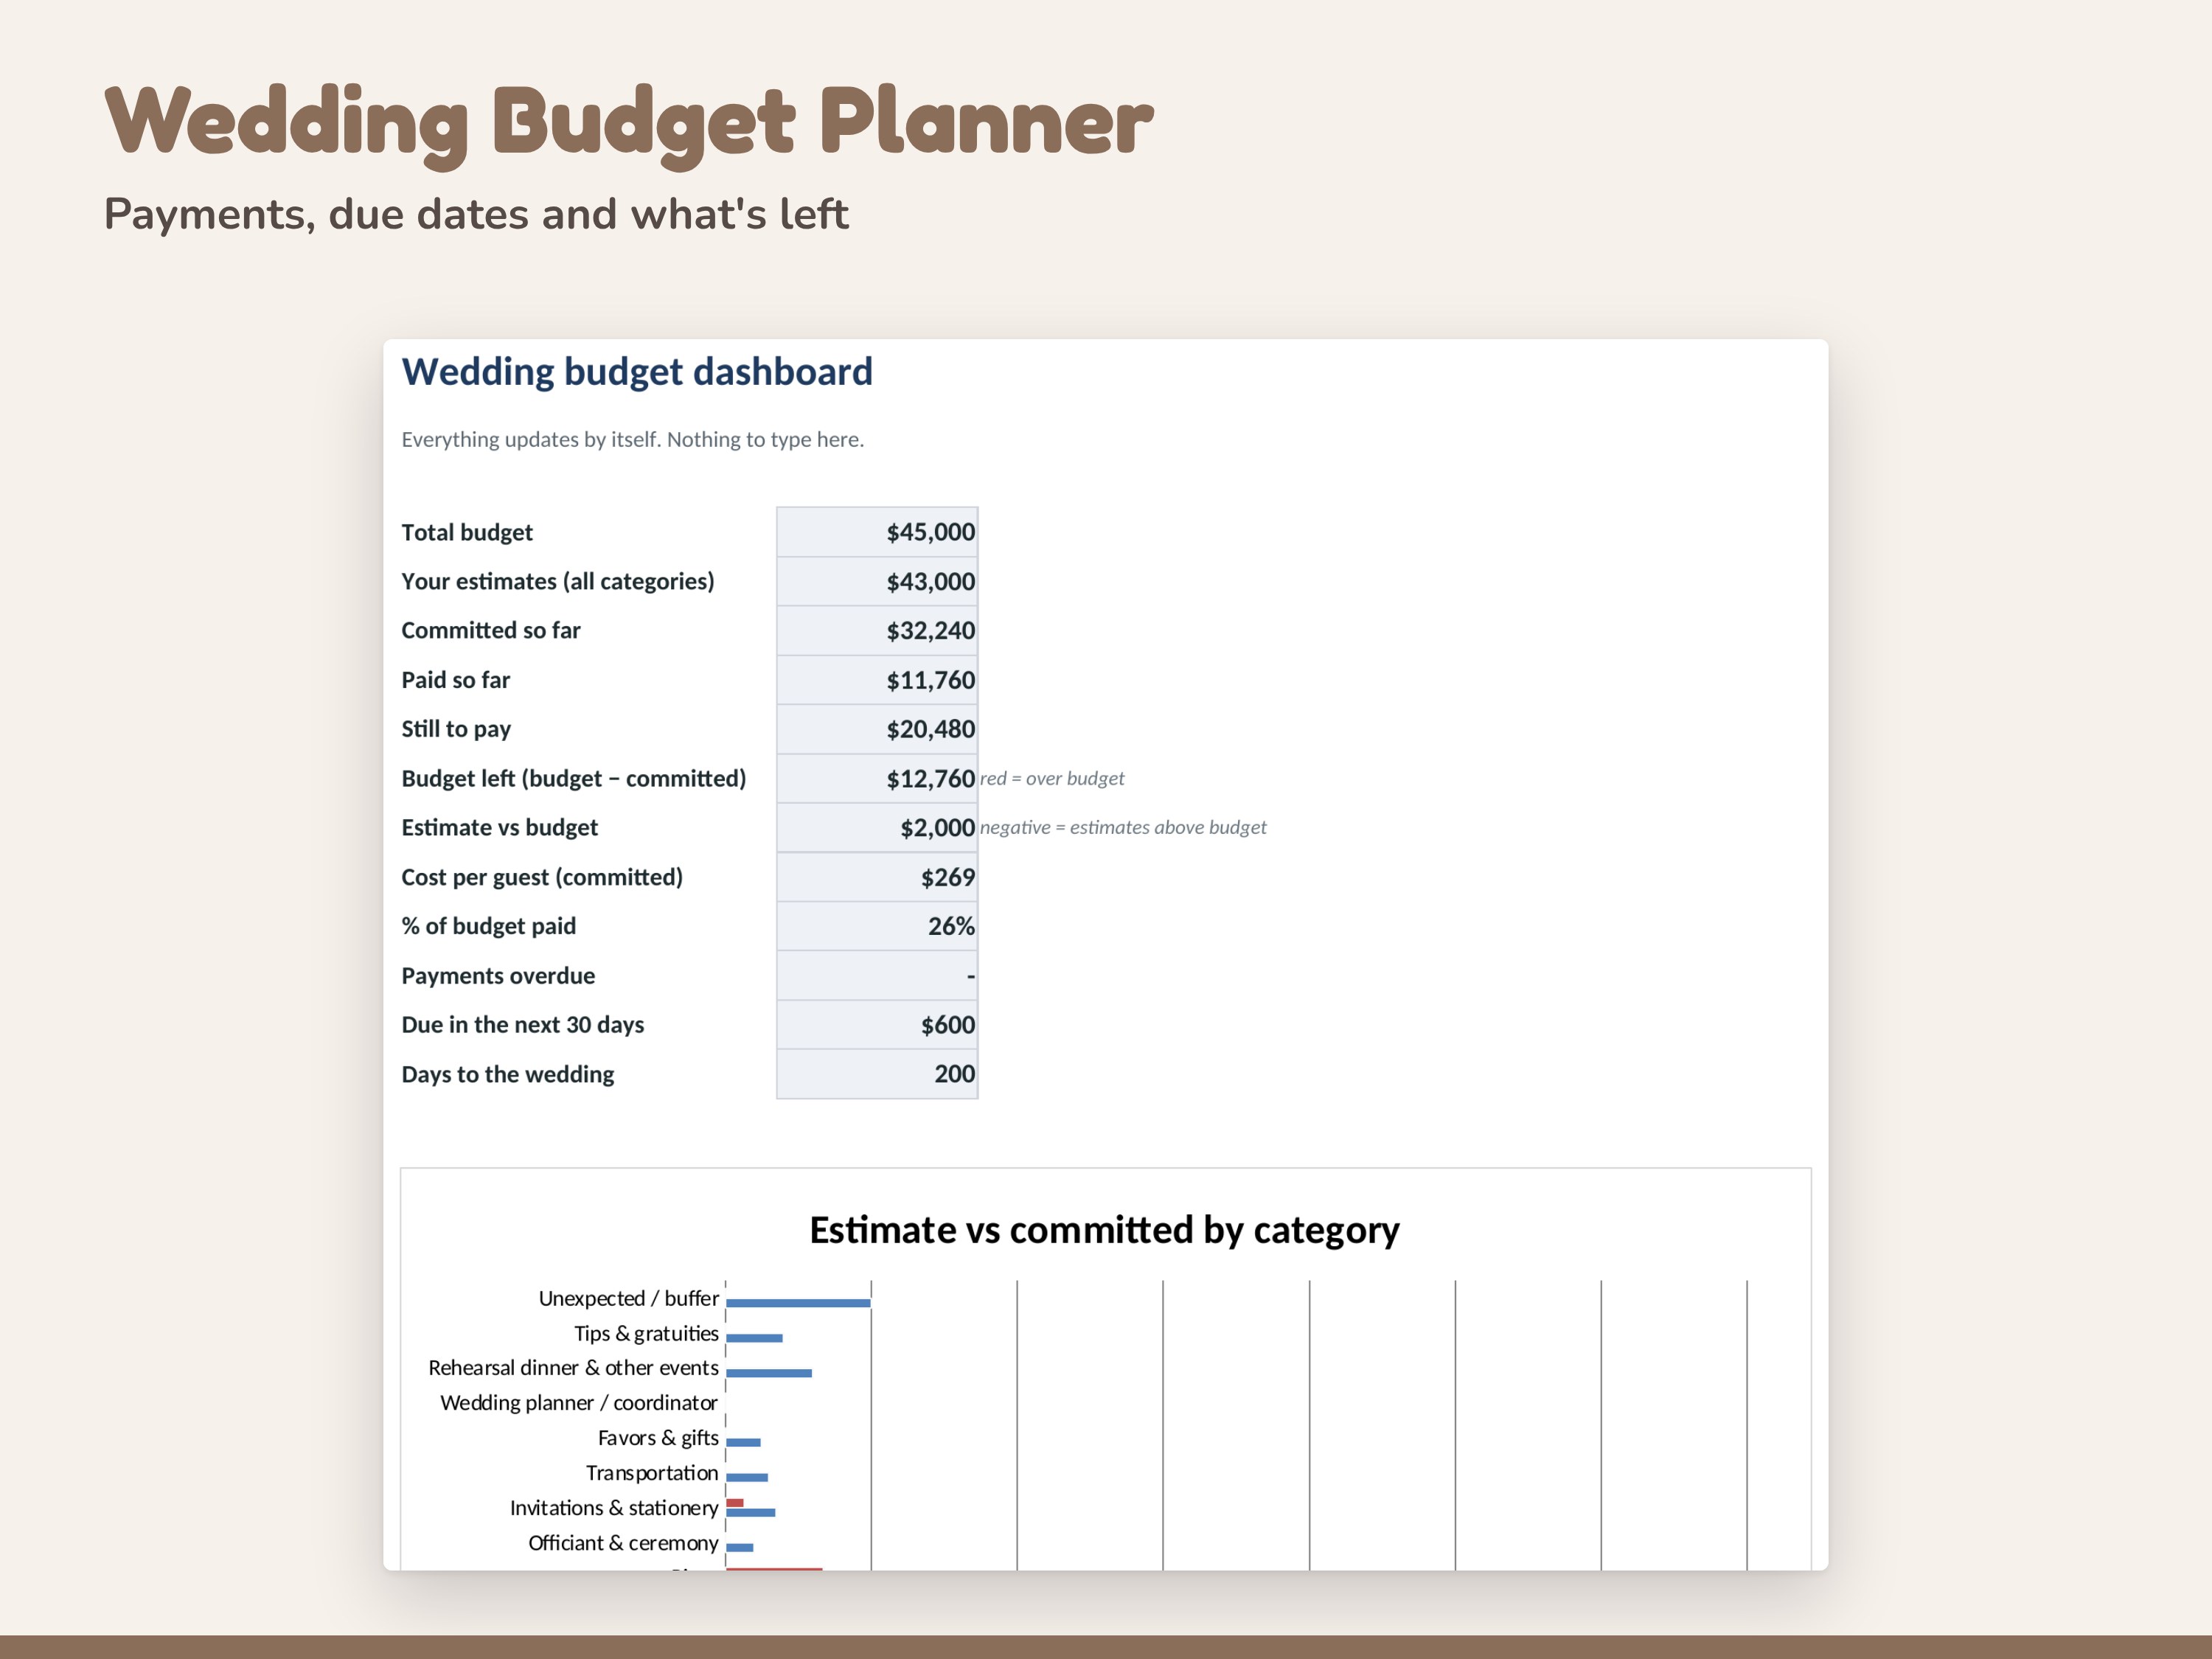 Wedding Budget Planner
Payments, due dates and what's left
Wedding budget dashboard
Everything updates by itself. Nothing to type here.
Total budget $45,000
Your estimates (all categories) $43,000
Committed so far $32,240
Paid so far $11,760
Still to pay $20,480
Budget left (budget − committed) $12,760 red = over budget
Estimate vs budget $2,000 negative = estimates above budget
Cost per guest (committed) $269
% of budget paid 26%
Payments overdue -
Due in the next 30 days $600
Days to the wedding 200
Estimate vs committed by category
Unexpected / buffer
Tips & gratuities
Rehearsal dinner & other events
Wedding planner / coordinator
Favors & gifts
Transportation
Invitations & stationery
Officiant & ceremony